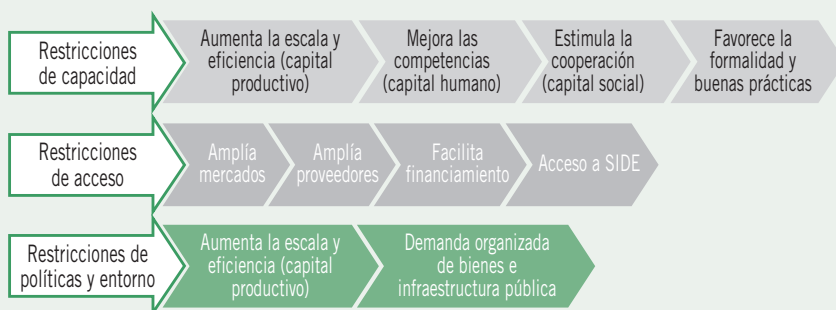 Restricciones
de capacidad
Aumenta la escala y
eficiencia (capital
productivo)
Mejora las
competencias
(capital humano)
Estimula la
cooperación
(capital social)
Favorece la
formalidad y
buenas prácticas
Restricciones
de acceso
Amplía
mercados
Amplía
proveedores
Facilita
financiamiento
Acceso a SIDE
Restricciones de
políticas y entorno
Aumenta la escala y
eficiencia (capital
productivo)
Demanda organizada
de bienes e
infraestructura pública